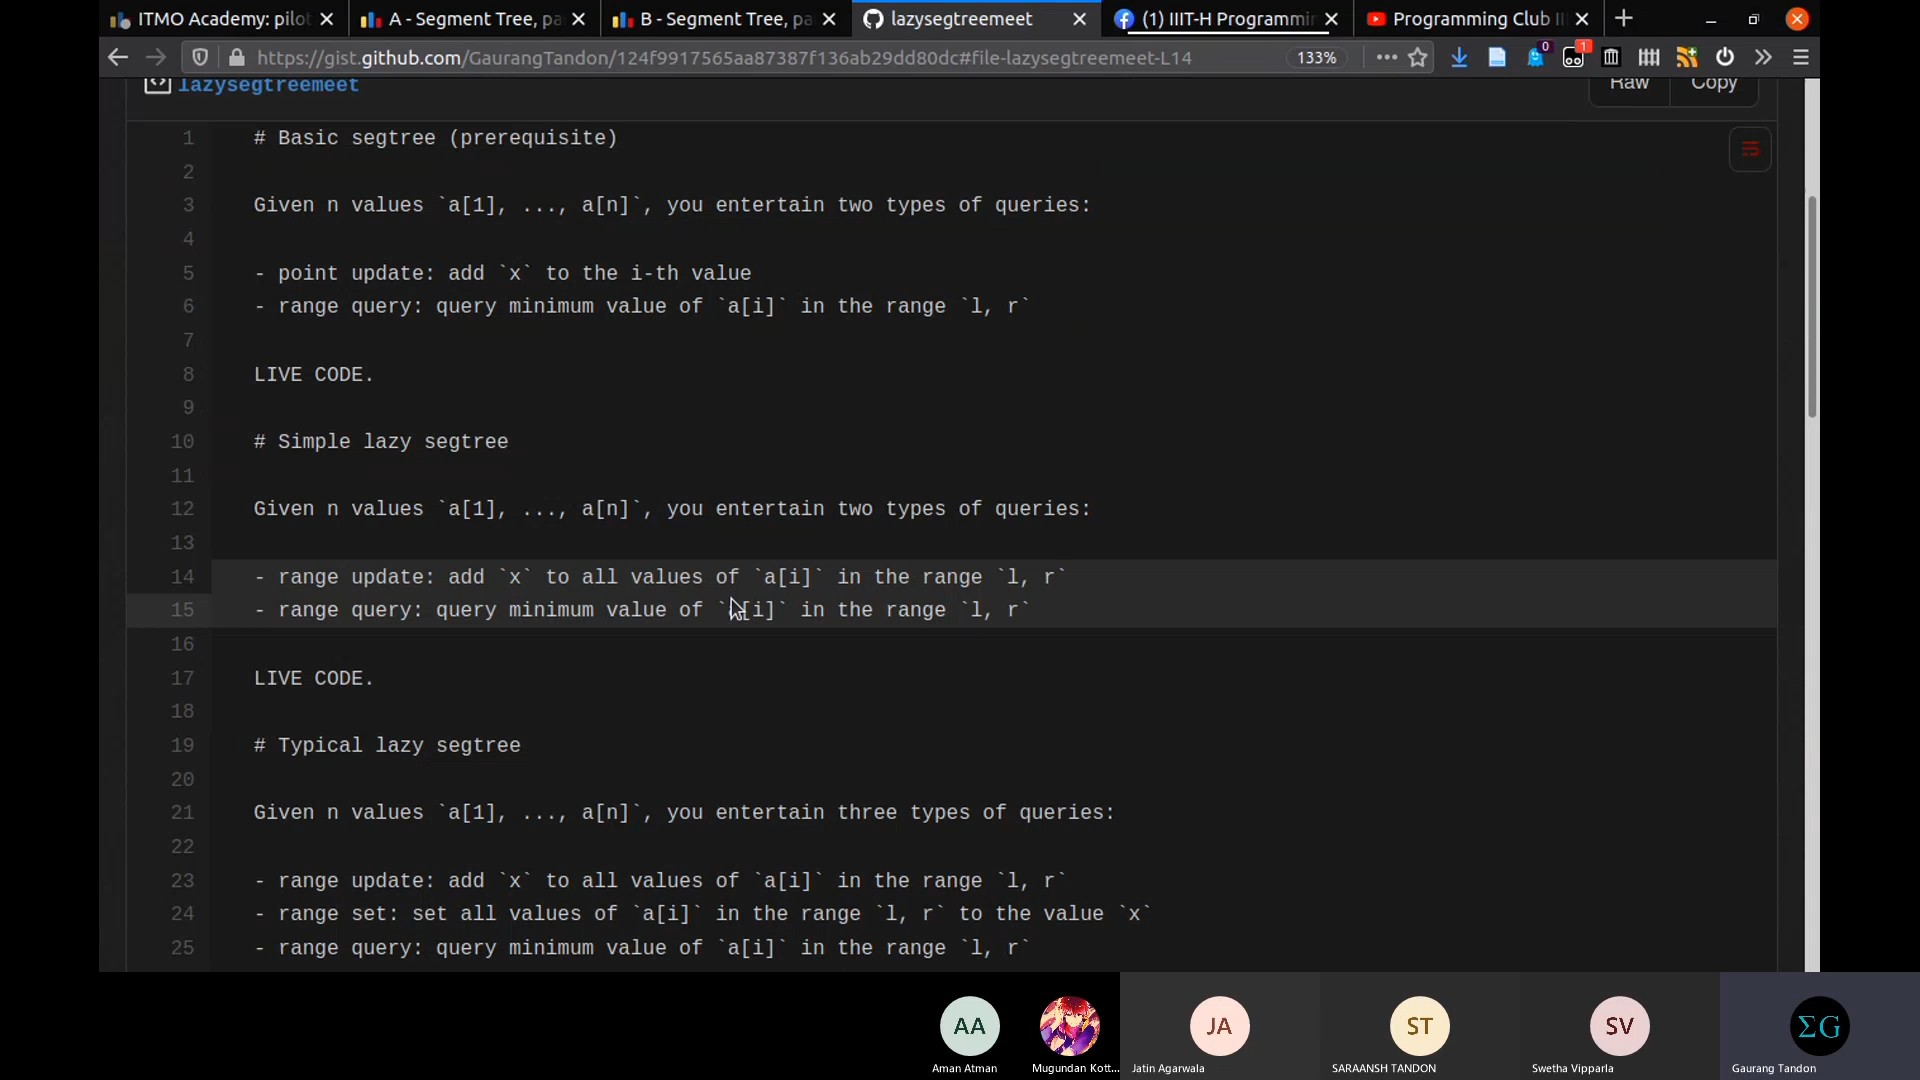 ITMO Academy: pilot
A - Segment Tree, pa
B - Segment Tree, pa
lazysegtreemeet
(1) IIIT-H Programmi
Programming Club II
https://gist.github.com/GaurangTandon/124f9917565aa87387f136ab29dd80dc#file-lazysegtreemeet-L14
133%
0
1
lazysegtreemeet
Raw
Copy
1 # Basic segtree (prerequisite)
2
3 Given n values `a[1], ..., a[n]`, you entertain two types of queries:
4
5 - point update: add `x` to the i-th value
6 - range query: query minimum value of `a[i]` in the range `l, r`
7
8 LIVE CODE.
9
10 # Simple lazy segtree
11
12 Given n values `a[1], ..., a[n]`, you entertain two types of queries:
13
14 - range update: add `x` to all values of `a[i]` in the range `l, r`
15 - range query: query minimum value of `a[i]` in the range `l, r`
16
17 LIVE CODE.
18
19 # Typical lazy segtree
20
21 Given n values `a[1], ..., a[n]`, you entertain three types of queries:
22
23 - range update: add `x` to all values of `a[i]` in the range `l, r`
24 - range set: set all values of `a[i]` in the range `l, r` to the value `x`
25 - range query: query minimum value of `a[i]` in the range `l, r`
AA
JA
ST
SV
ΣG
Aman Atman
Mugundan Kott...
Jatin Agarwala
SARAANSH TANDON
Swetha Vipparla
Gaurang Tandon